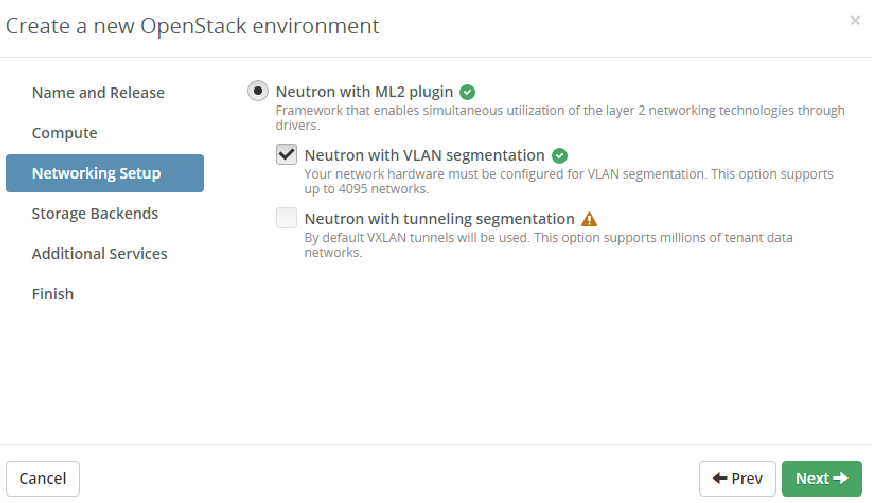 Create a new OpenStack environment
×
Name and Release
Compute
Networking Setup
Storage Backends
Additional Services
Finish
Neutron with ML2 plugin
Framework that enables simultaneous utilization of the layer 2 networking technologies through
drivers.
Neutron with VLAN segmentation
Your network hardware must be configured for VLAN segmentation. This option supports
up to 4095 networks.
Neutron with tunneling segmentation
By default VXLAN tunnels will be used. This option supports millions of tenant data
networks.
Cancel
Prev
Next